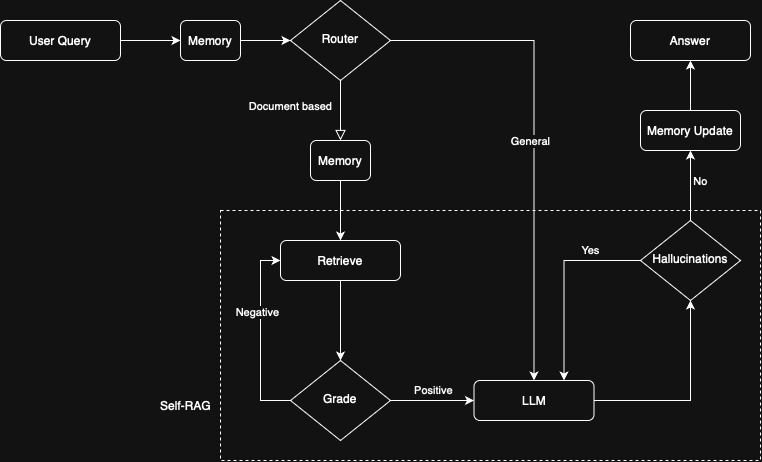 User Query
Memory
Router
Answer
Document based
Memory Update
General
Memory
No
Retrieve
Yes
Hallucinations
Negative
Grade
Positive
LLM
Self-RAG